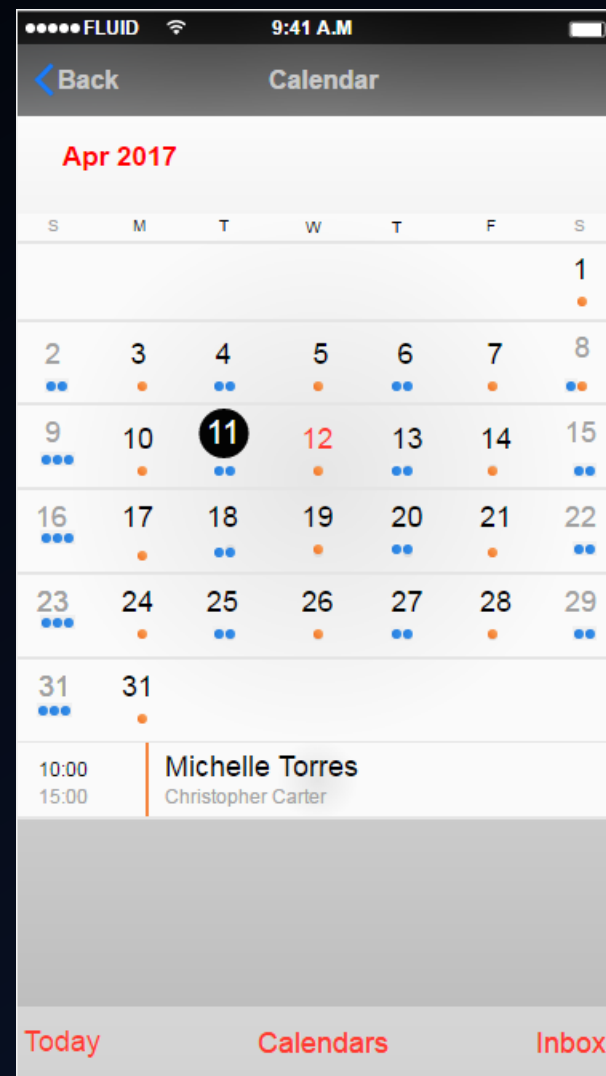 FLUID 9:41 A.M
Back Calendar
Apr 2017
S M T W T F S
1
2 3 4 5 6 7 8
9 10 11 12 13 14 15
16 17 18 19 20 21 22
23 24 25 26 27 28 29
31 31
10:00 Michelle Torres
15:00 Christopher Carter
Today Calendars Inbox